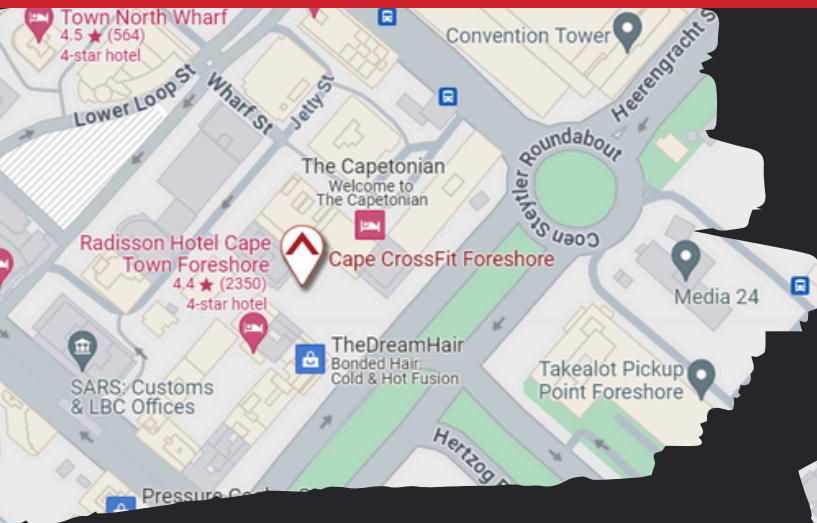 Town North Wharf
4.5 ★ (564)
4-star hotel
Convention Tower
Heerengracht S
Lower Loop St
Wharf St
Jetty St
Coen Steytler Roundabout
Coen
The Capetonian
Welcome to
The Capetonian
Radisson Hotel Cape
Town Foreshore
4.4 ★ (2350)
4-star hotel
Cape CrossFit Foreshore
Media 24
TheDreamHair
Bonded Hair:
Cold & Hot Fusion
SARS: Customs
& LBC Offices
Takealot Pickup
Point Foreshore
Hertzog
Pressure